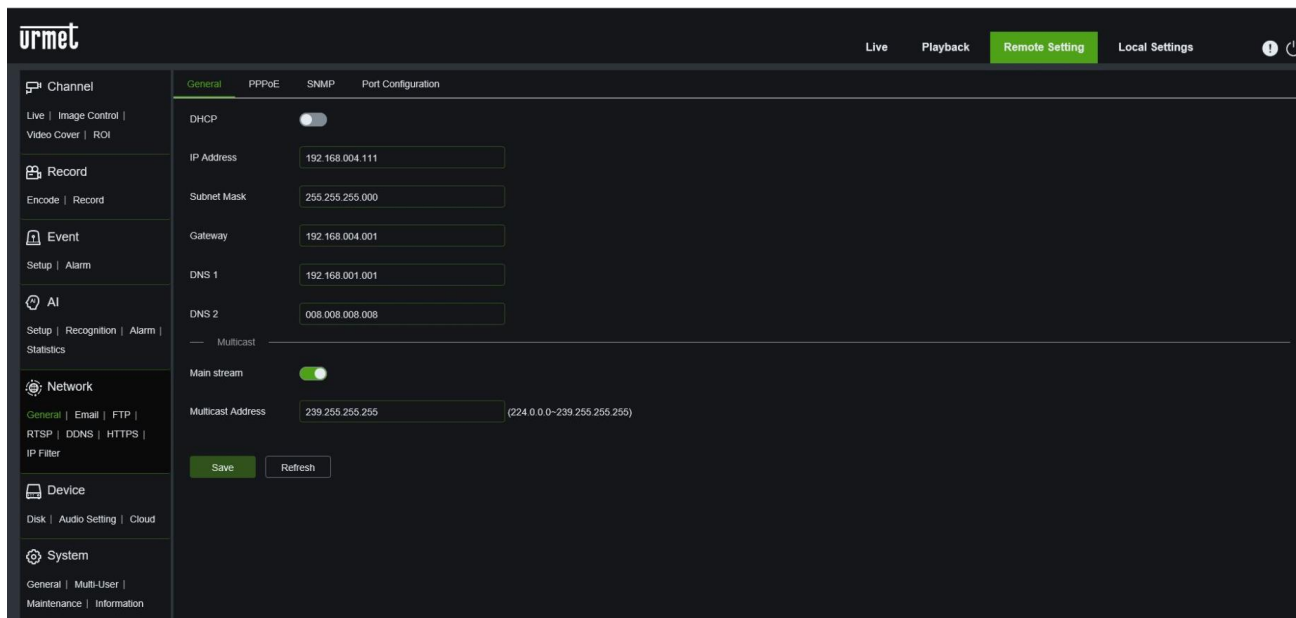 urmet
Live Playback Remote Setting Local Settings
Channel
Live | Image Control |
Video Cover | ROI
Record
Encode | Record
Event
Setup | Alarm
AI
Setup | Recognition | Alarm |
Statistics
Network
General | Email | FTP |
RTSP | DDNS | HTTPS |
IP Filter
Device
Disk | Audio Setting | Cloud
System
General | Multi-User |
Maintenance | Information
General PPPoE SNMP Port Configuration
DHCP
IP Address 192.168.004.111
Subnet Mask 255.255.255.000
Gateway 192.168.004.001
DNS 1 192.168.001.001
DNS 2 008.008.008.008
Multicast
Main stream
Multicast Address 239.255.255.255 (224.0.0.0~239.255.255.255)
Save Refresh